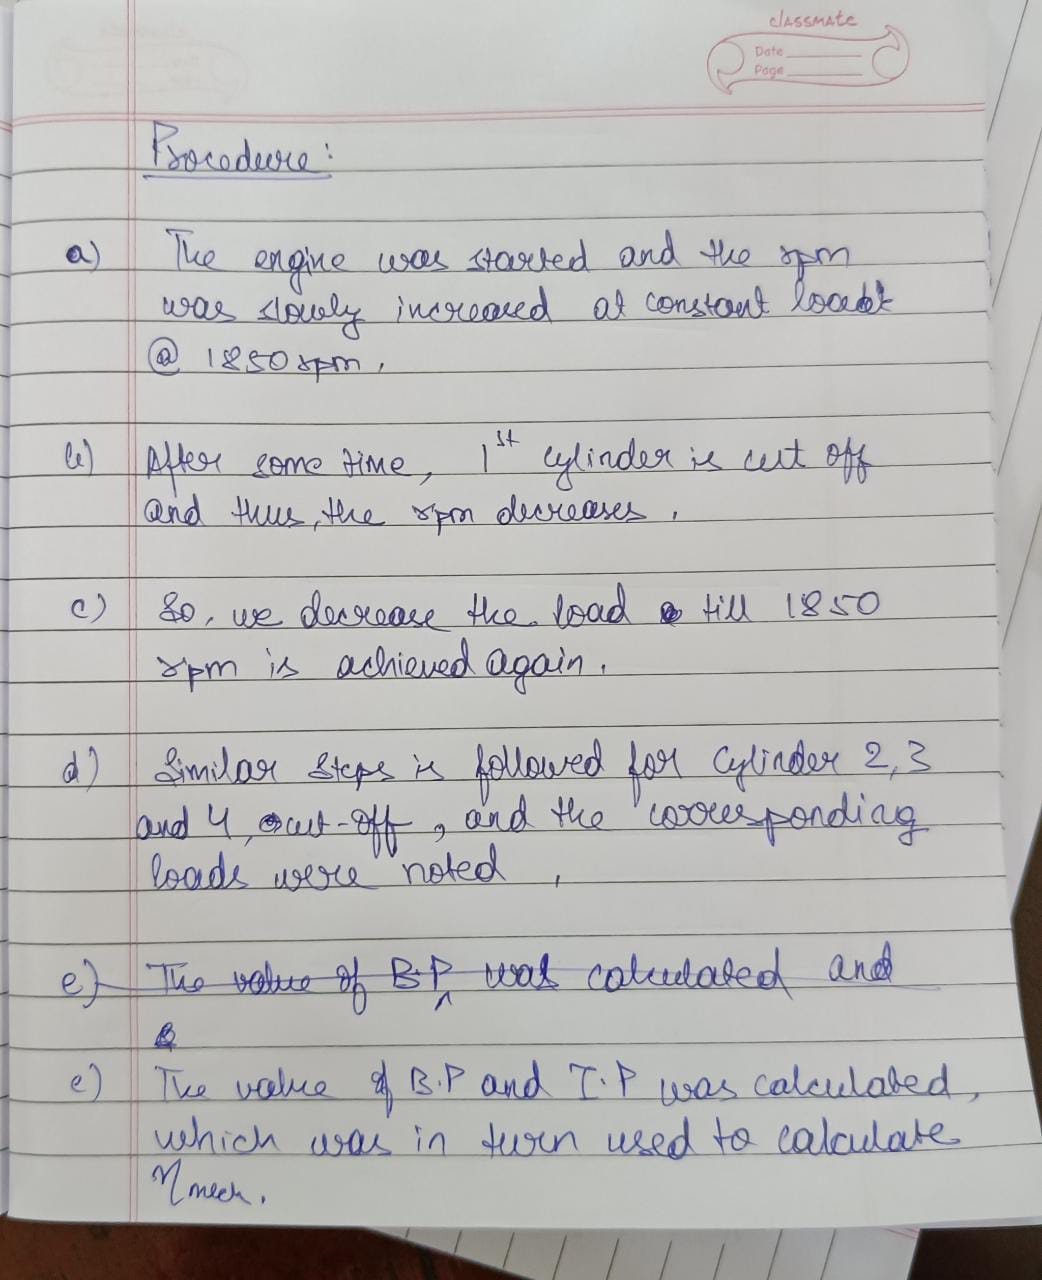 classmate
Date
Page
Procedure:
a) The engine was started and the rpm
was slowly increased at constant load
@ 1850 rpm.
b) After some time, 1st cylinder is cut off
and thus, the rpm decreases.
c) So, we decrease the load till 1850
rpm is achieved again.
d) Similar steps is followed for cylinder 2,3
and 4, cut-off, and the corresponding
loads were noted,
e) The value of B.P was calculated and
e) The value of B.P and I.P was calculated,
which was in turn used to calculate
ηmech.